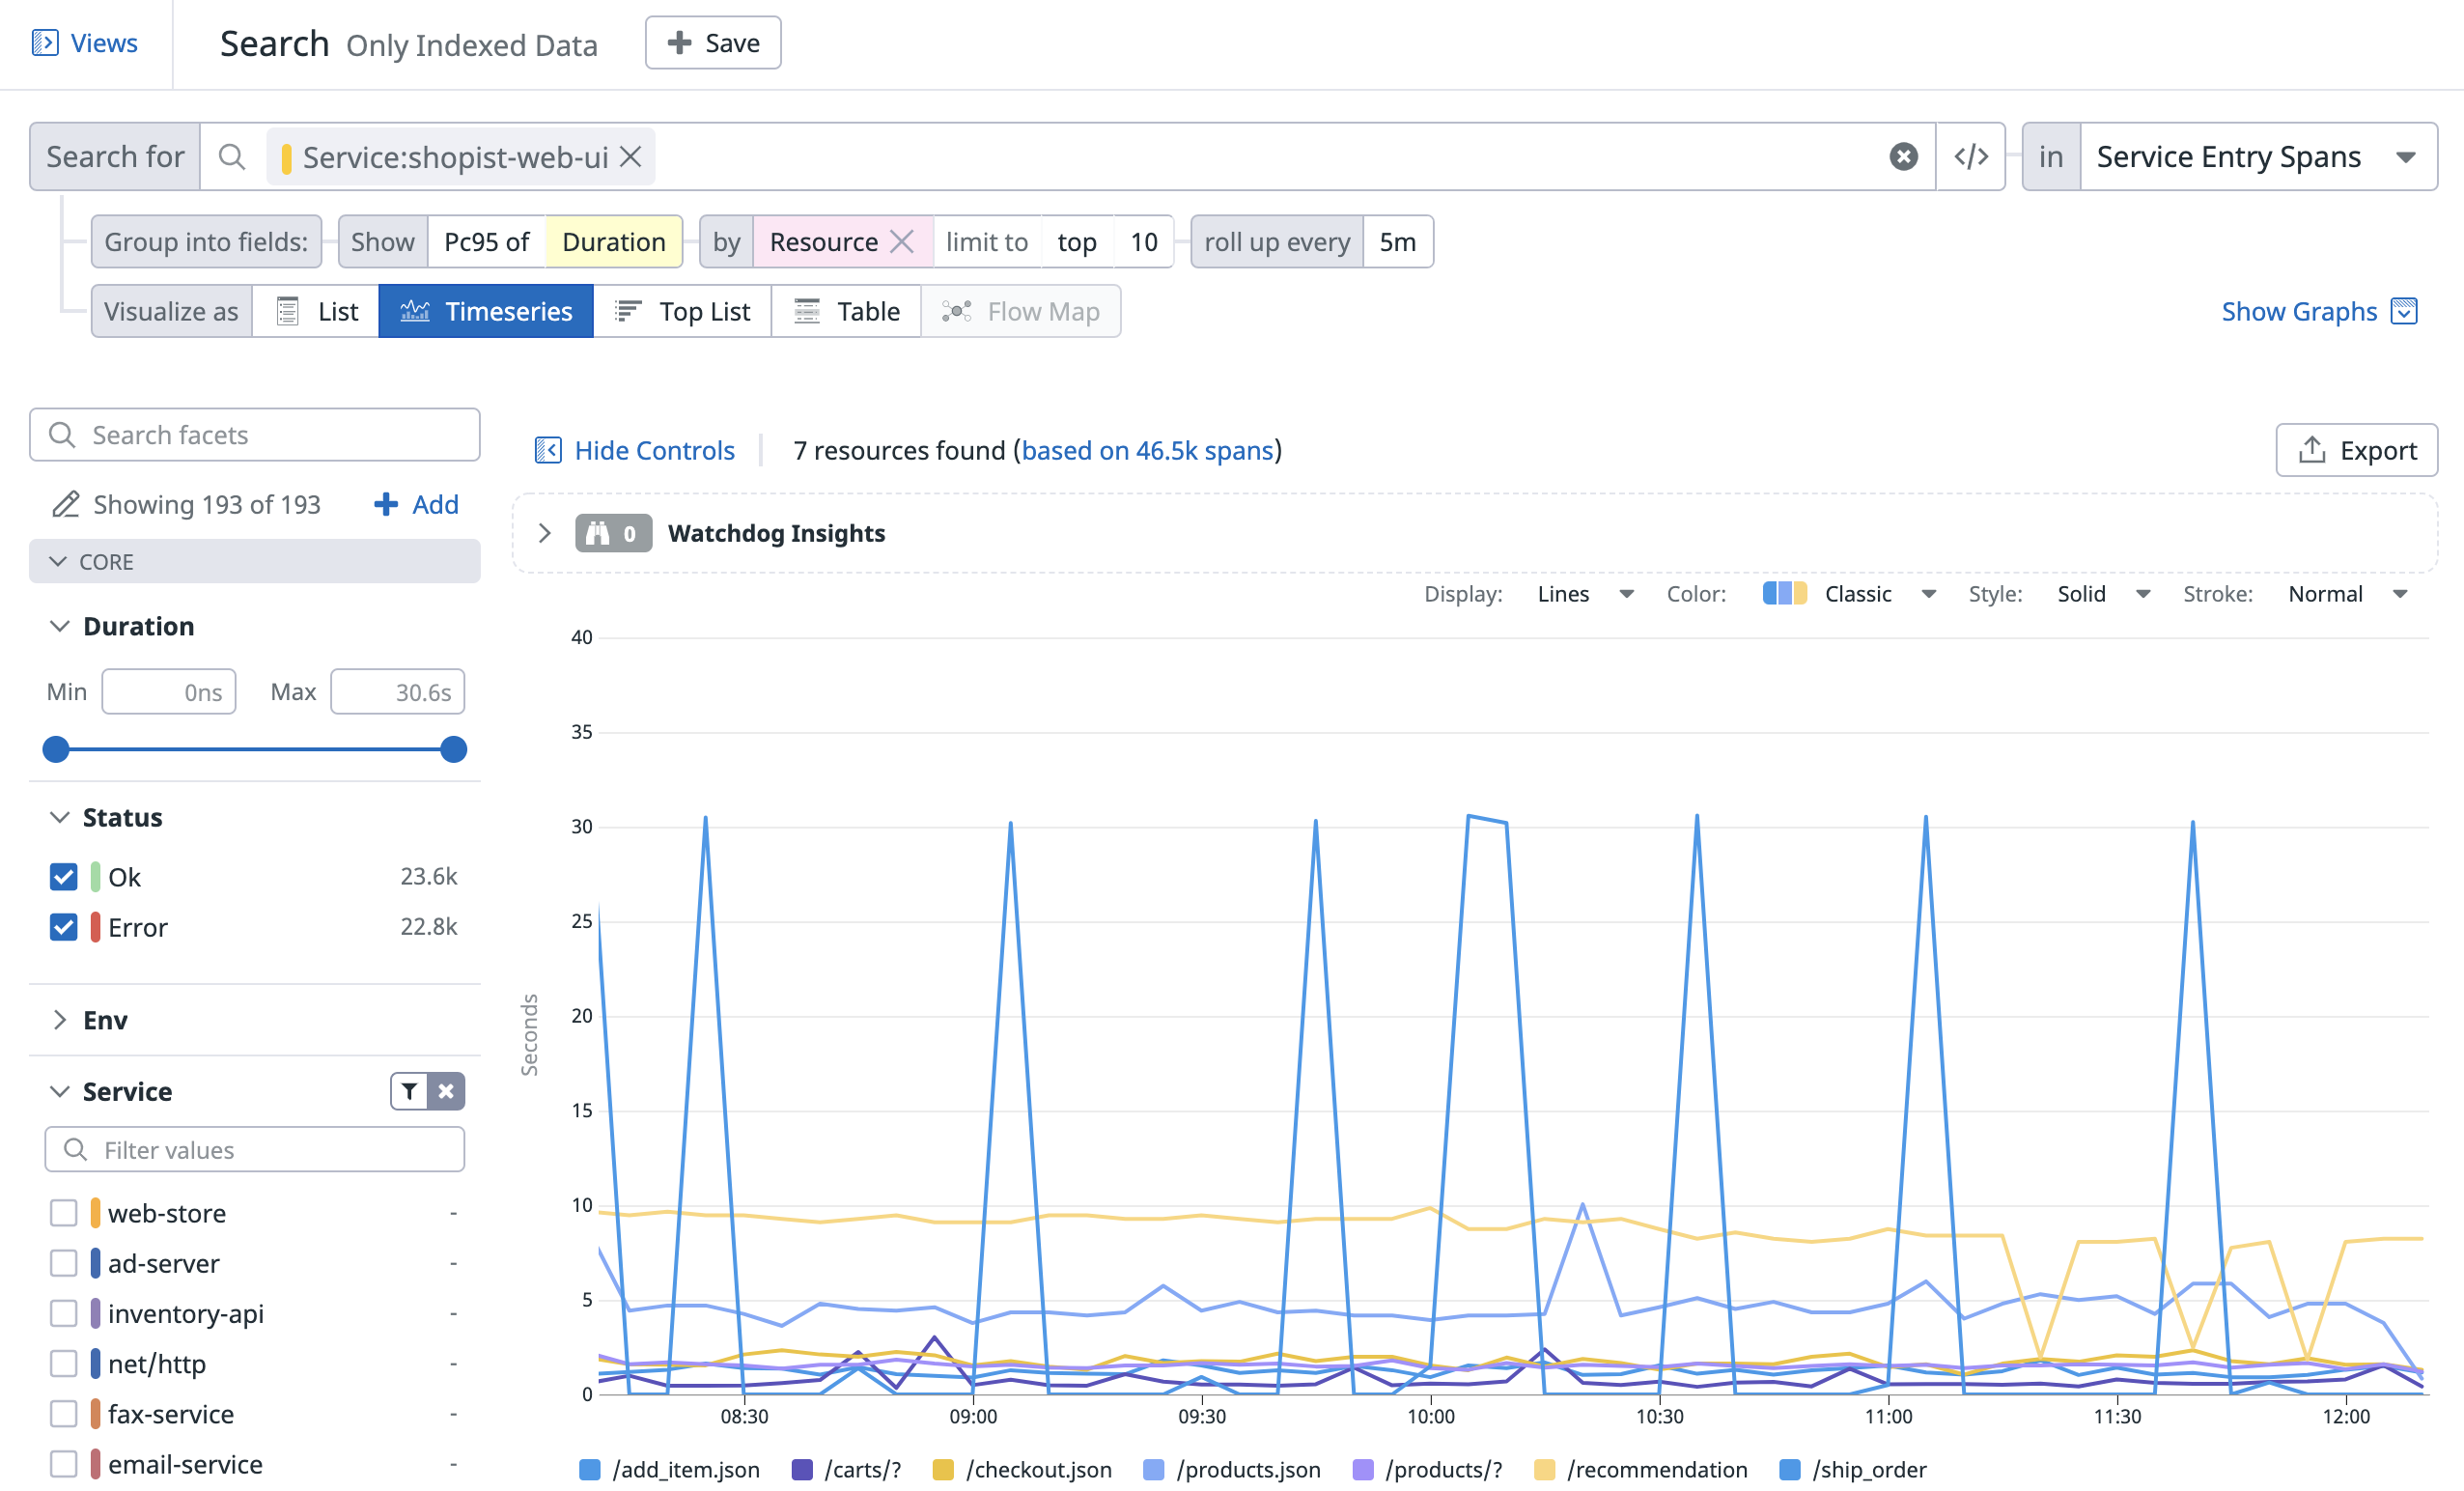 Views
Search Only Indexed Data
Save
Search for Service:shopist-web-ui in Service Entry Spans
Group into fields: Show Pc95 of Duration by Resource limit to top 10 roll up every 5m
Visualize as List Timeseries Top List Table Flow Map Show Graphs
Search facets
Showing 193 of 193 Add
CORE
Duration
Min 0ns Max 30.6s
Status
Ok 23.6k
Error 22.8k
Env
Service
Filter values
web-store -
ad-server -
inventory-api -
net/http -
fax-service -
email-service -
Hide Controls 7 resources found (based on 46.5k spans) Export
0 Watchdog Insights
Display: Lines Color: Classic Style: Solid Stroke: Normal
40
35
30
25
20
15
10
5
0
Seconds
08:30 09:00 09:30 10:00 10:30 11:00 11:30 12:00
/add_item.json /carts/? /checkout.json /products.json /products/? /recommendation /ship_order